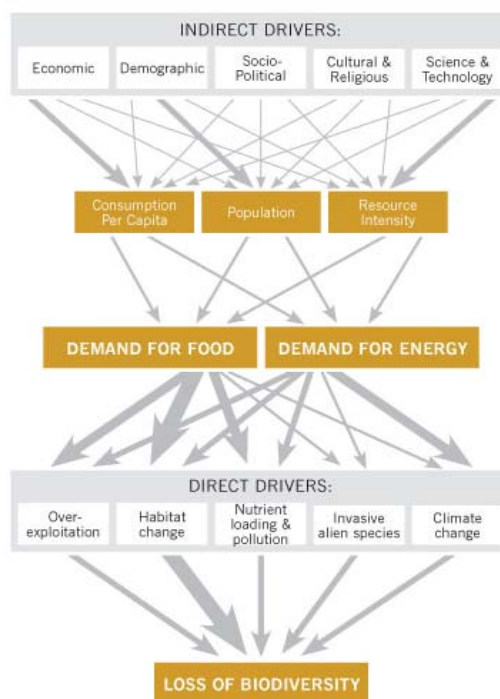 INDIRECT DRIVERS:
Economic
Demographic
Socio-
Political
Cultural &
Religious
Science &
Technology
Consumption
Per Capita
Population
Resource
Intensity
DEMAND FOR FOOD
DEMAND FOR ENERGY
DIRECT DRIVERS:
Over-
exploitation
Habitat
change
Nutrient
loading &
pollution
Invasive
alien species
Climate
change
LOSS OF BIODIVERSITY